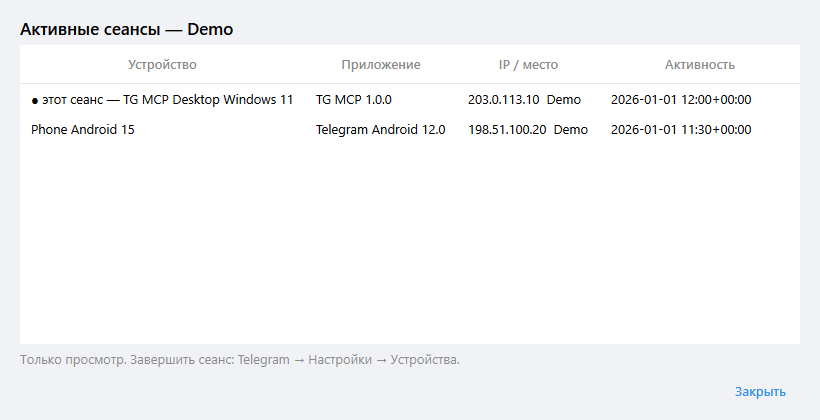 Активные сеансы — Demo
Устройство Приложение IP / место Активность
● этот сеанс — TG MCP Desktop Windows 11 TG MCP 1.0.0 203.0.113.10 Demo 2026-01-01 12:00+00:00
Phone Android 15 Telegram Android 12.0 198.51.100.20 Demo 2026-01-01 11:30+00:00
Только просмотр. Завершить сеанс: Telegram → Настройки → Устройства.
Закрыть